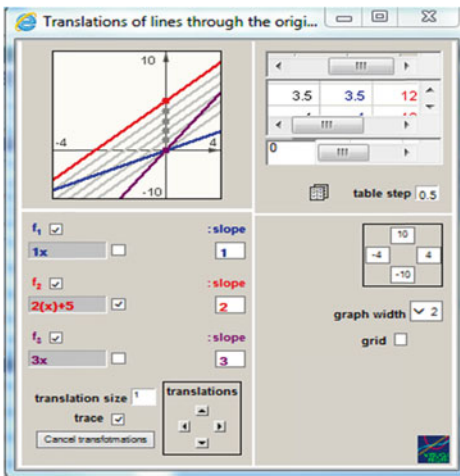 Translations of lines through the origi...
10
-4
4
-10
3.5 3.5 12
0
table step 0.5
f1 :slope
1x 1
f2 :slope
2(x)+5 2
f3 :slope
3x 3
translation size 1
trace
Cancel transfotmations
translations
10
-4 4
-10
graph width 2
grid